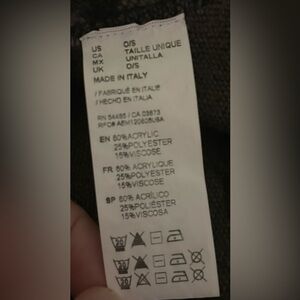 US O/S
CA TAILLE UNIQUE
MX UNITALLA
UK O/S
MADE IN ITALY
/ FABRIQUÉ EN ITALIE
/ HECHO EN ITALIA
RN 54485 / CA 03873
EN 60% ACRYLIC
25%POLYESTER
15%VISCOSE
FR 60% ACRYLIQUE
25%POLYESTER
15%VISCOSE
SP 60% ACRÍLICO
25%POLIÉSTER
15%VISCOSA